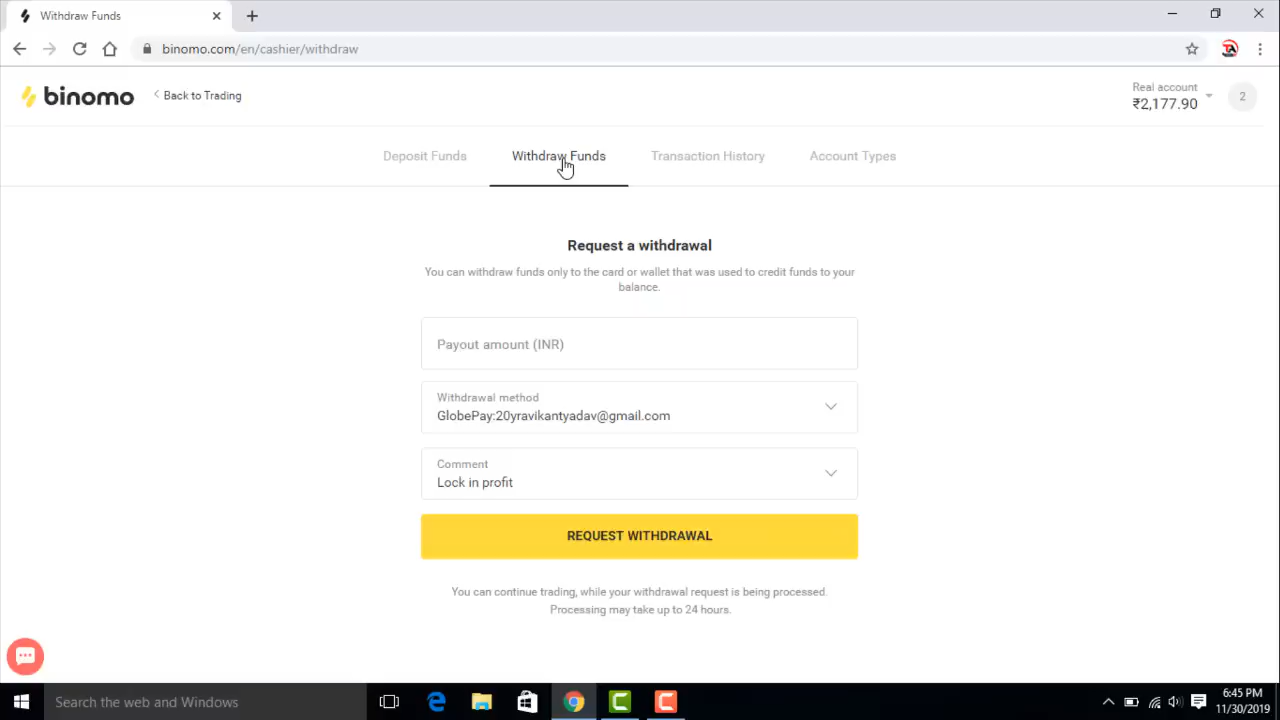 Withdraw Funds
binomo.com/en/cashier/withdraw
binomo
Back to Trading
Real account
₹2,177.90
2
Deposit Funds
Withdraw Funds
Transaction History
Account Types
Request a withdrawal
You can withdraw funds only to the card or wallet that was used to credit funds to your
balance.
Payout amount (INR)
Withdrawal method
GlobePay:20yravikantyadav@gmail.com
Comment
Lock in profit
REQUEST WITHDRAWAL
You can continue trading, while your withdrawal request is being processed.
Processing may take up to 24 hours.
Search the web and Windows
6:45 PM
11/30/2019